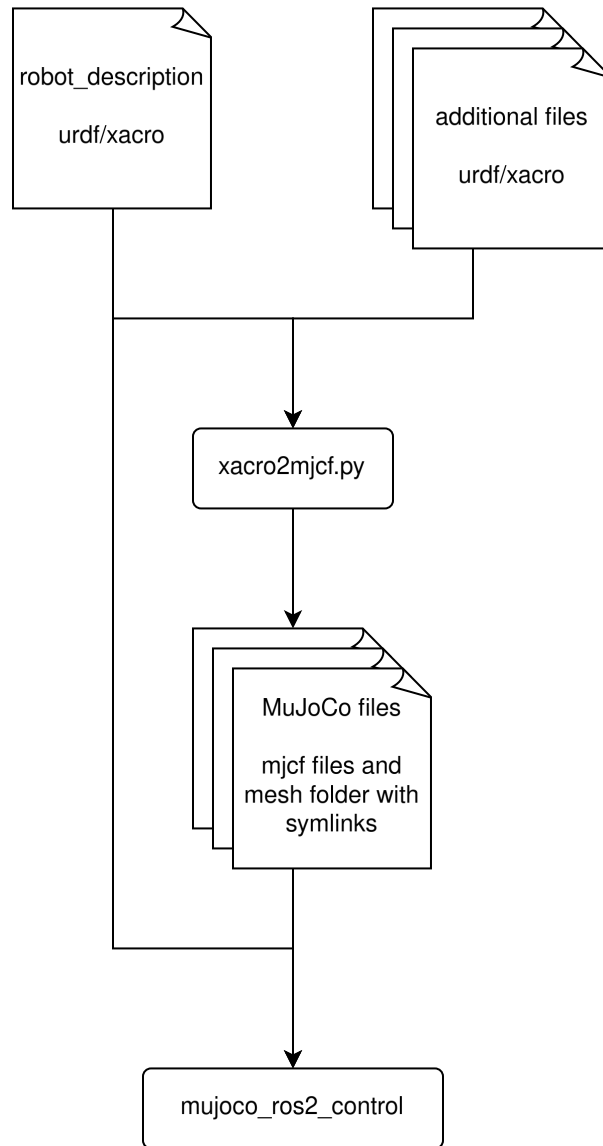 robot_description
urdf/xacro
additional files
urdf/xacro
xacro2mjcf.py
MuJoCo files
mjcf files and
mesh folder with
symlinks
mujoco_ros2_control